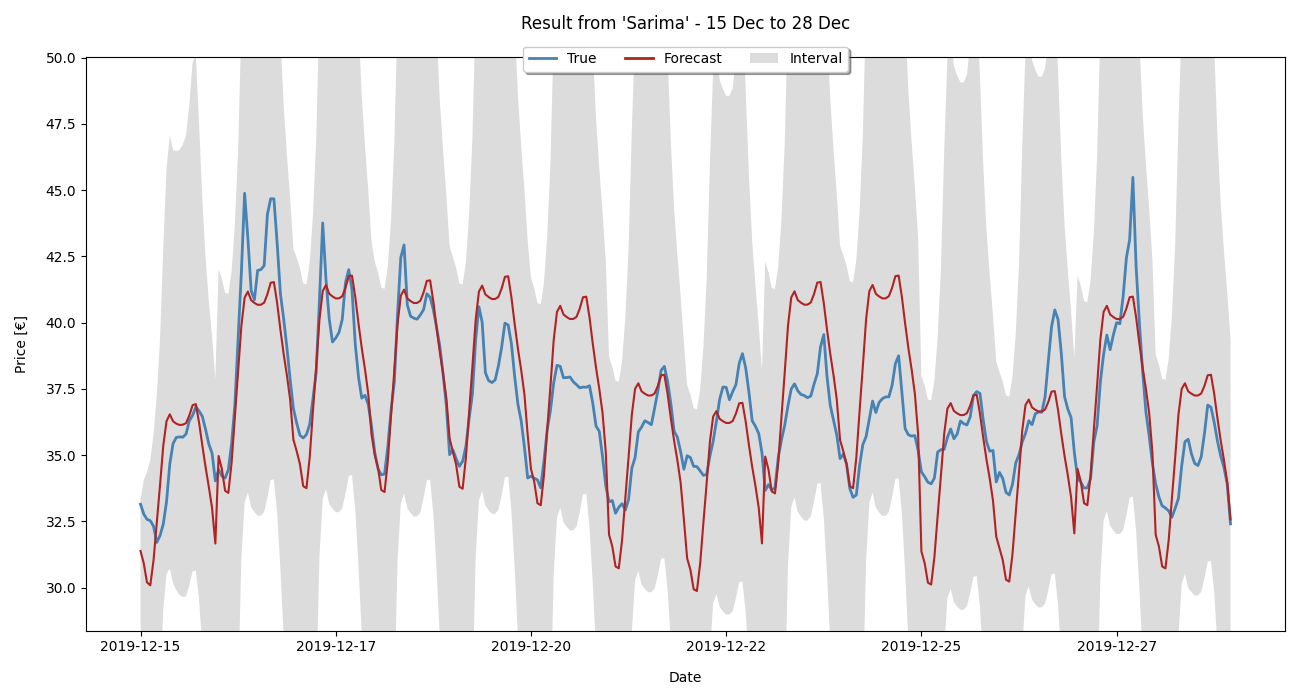 Result from 'Sarima' - 15 Dec to 28 Dec
True Forecast Interval
50.0
47.5
45.0
42.5
40.0
37.5
35.0
32.5
30.0
Price [€]
2019-12-15 2019-12-17 2019-12-20 2019-12-22 2019-12-25 2019-12-27
Date